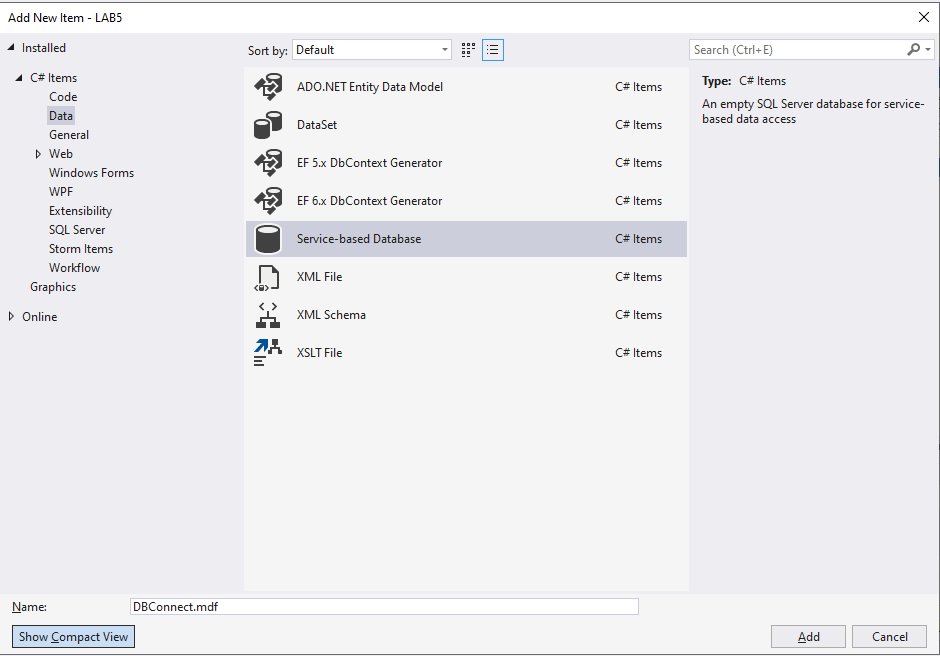 Add New Item - LAB5
Installed
C# Items
Code
Data
General
Web
Windows Forms
WPF
Extensibility
SQL Server
Storm Items
Workflow
Graphics
Online
Sort by: Default
ADO.NET Entity Data Model C# Items
DataSet C# Items
EF 5.x DbContext Generator C# Items
EF 6.x DbContext Generator C# Items
Service-based Database C# Items
XML File C# Items
XML Schema C# Items
XSLT File C# Items
Search (Ctrl+E)
Type: C# Items
An empty SQL Server database for service-
based data access
Name: DBConnect.mdf
Show Compact View
Add Cancel